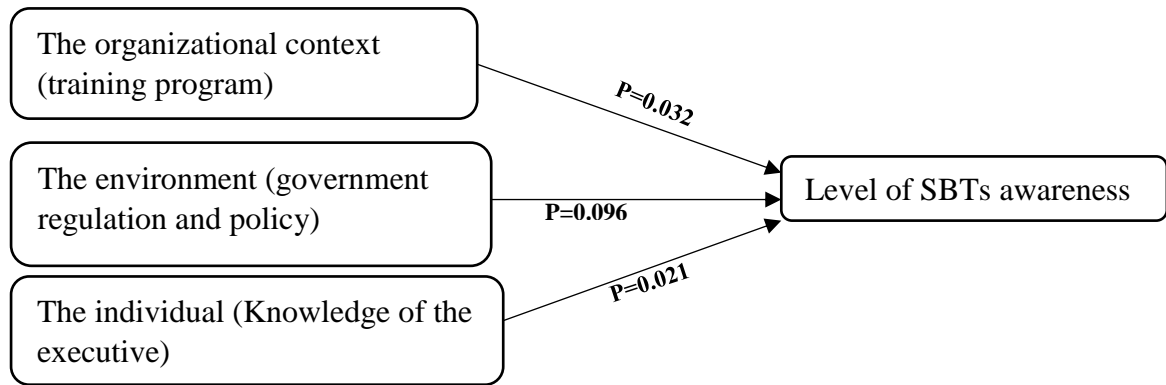 The organizational context
(training program)
P=0.032
The environment (government
regulation and policy)
P=0.096
Level of SBTs awareness
The individual (Knowledge of the
executive)
P=0.021